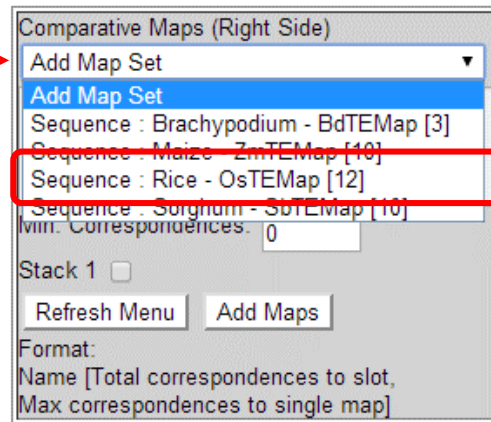 Comparative Maps (Right Side)
Add Map Set
Add Map Set
Sequence : Brachypodium - BdTEMap [3]
Sequence : Maize - ZmTEMap [10]
Sequence : Rice - OsTEMap [12]
Sequence : Sorghum - SbTEMap [10]
Min. Correspondences: 0
Stack 1
Refresh Menu Add Maps
Format:
Name [Total correspondences to slot,
Max correspondences to single map]